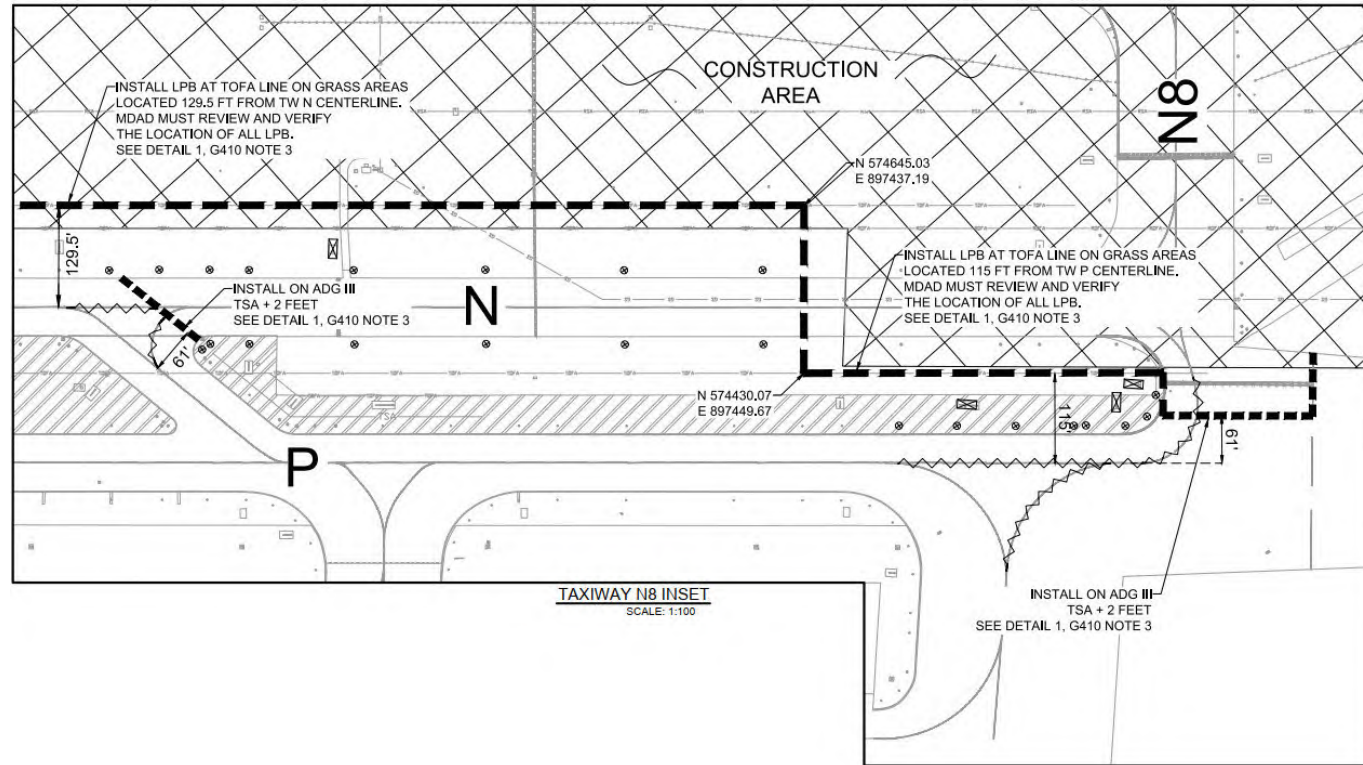 INSTALL LPB AT TOFA LINE ON GRASS AREAS
LOCATED 129.5 FT FROM TW N CENTERLINE.
MDAD MUST REVIEW AND VERIFY
THE LOCATION OF ALL LPB.
SEE DETAIL 1, G410 NOTE 3
CONSTRUCTION
AREA
N8
N 574645.03
E 897437.19
129.5'
INSTALL ON ADG III
TSA + 2 FEET
SEE DETAIL 1, G410 NOTE 3
61'
N
INSTALL LPB AT TOFA LINE ON GRASS AREAS
LOCATED 115 FT FROM TW P CENTERLINE.
MDAD MUST REVIEW AND VERIFY
THE LOCATION OF ALL LPB.
SEE DETAIL 1, G410 NOTE 3
N 574430.07
E 897449.67
TSA
115'
61'
P
INSTALL ON ADG III
TSA + 2 FEET
SEE DETAIL 1, G410 NOTE 3
TAXIWAY N8 INSET
SCALE: 1:100